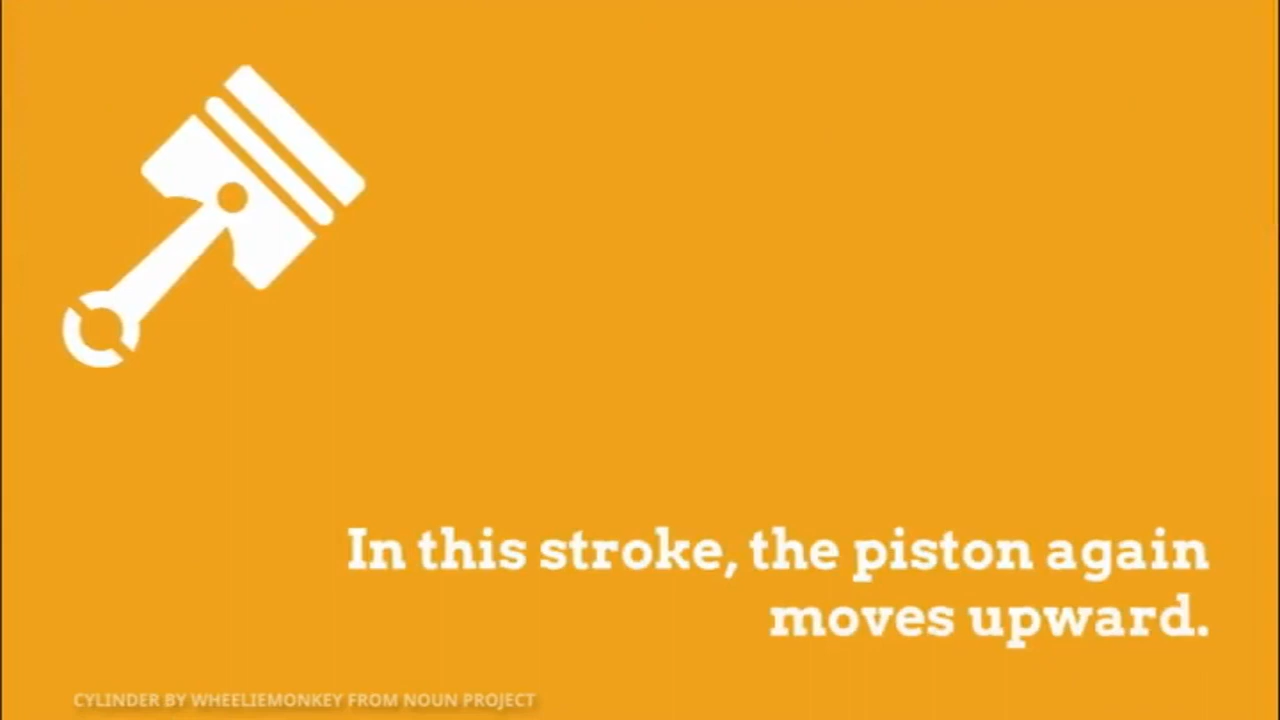 In this stroke, the piston again
moves upward.
CYLINDER BY WHEELIEMONKEY FROM NOUN PROJECT